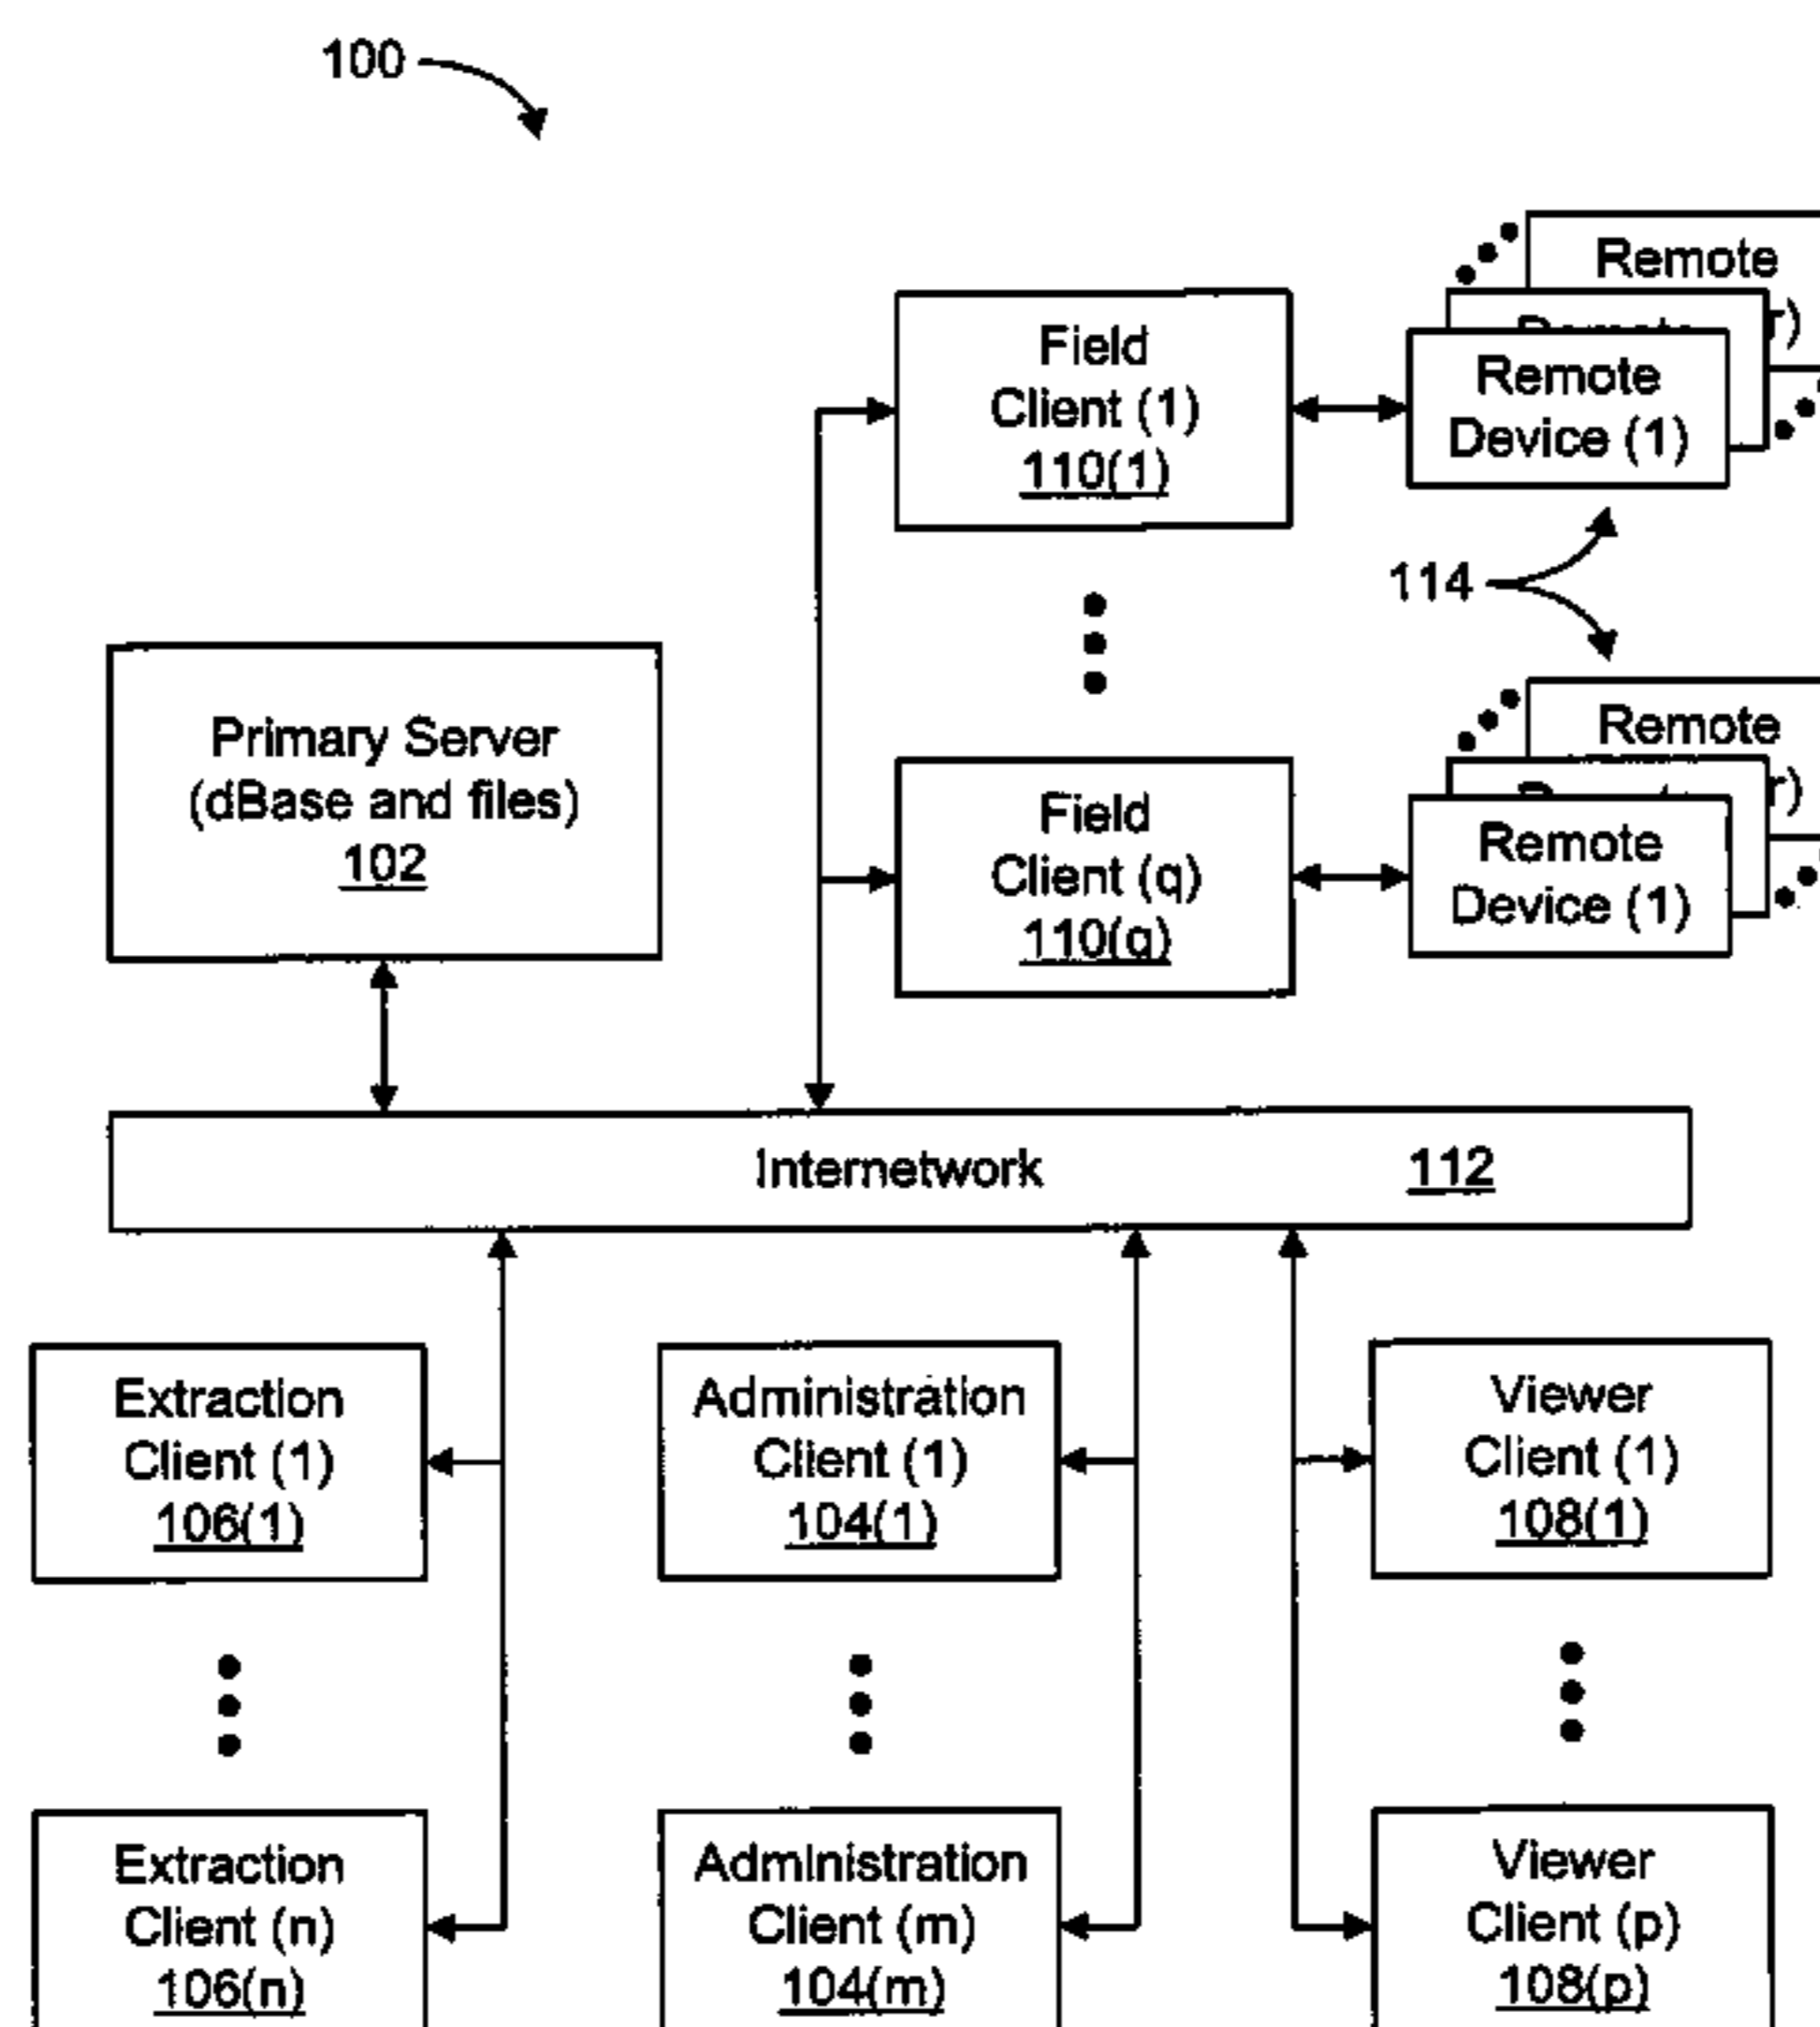 100
Remote
r)
Remote
Device (1)
Field
Client (1)
110(1)
114
Primary Server
(dBase and files)
102
Remote
r)
Remote
Device (1)
Field
Client (q)
110(q)
Internetwork 112
Extraction
Client (1)
106(1)
Administration
Client (1)
104(1)
Viewer
Client (1)
108(1)
Extraction
Client (n)
106(n)
Administration
Client (m)
104(m)
Viewer
Client (p)
108(p)